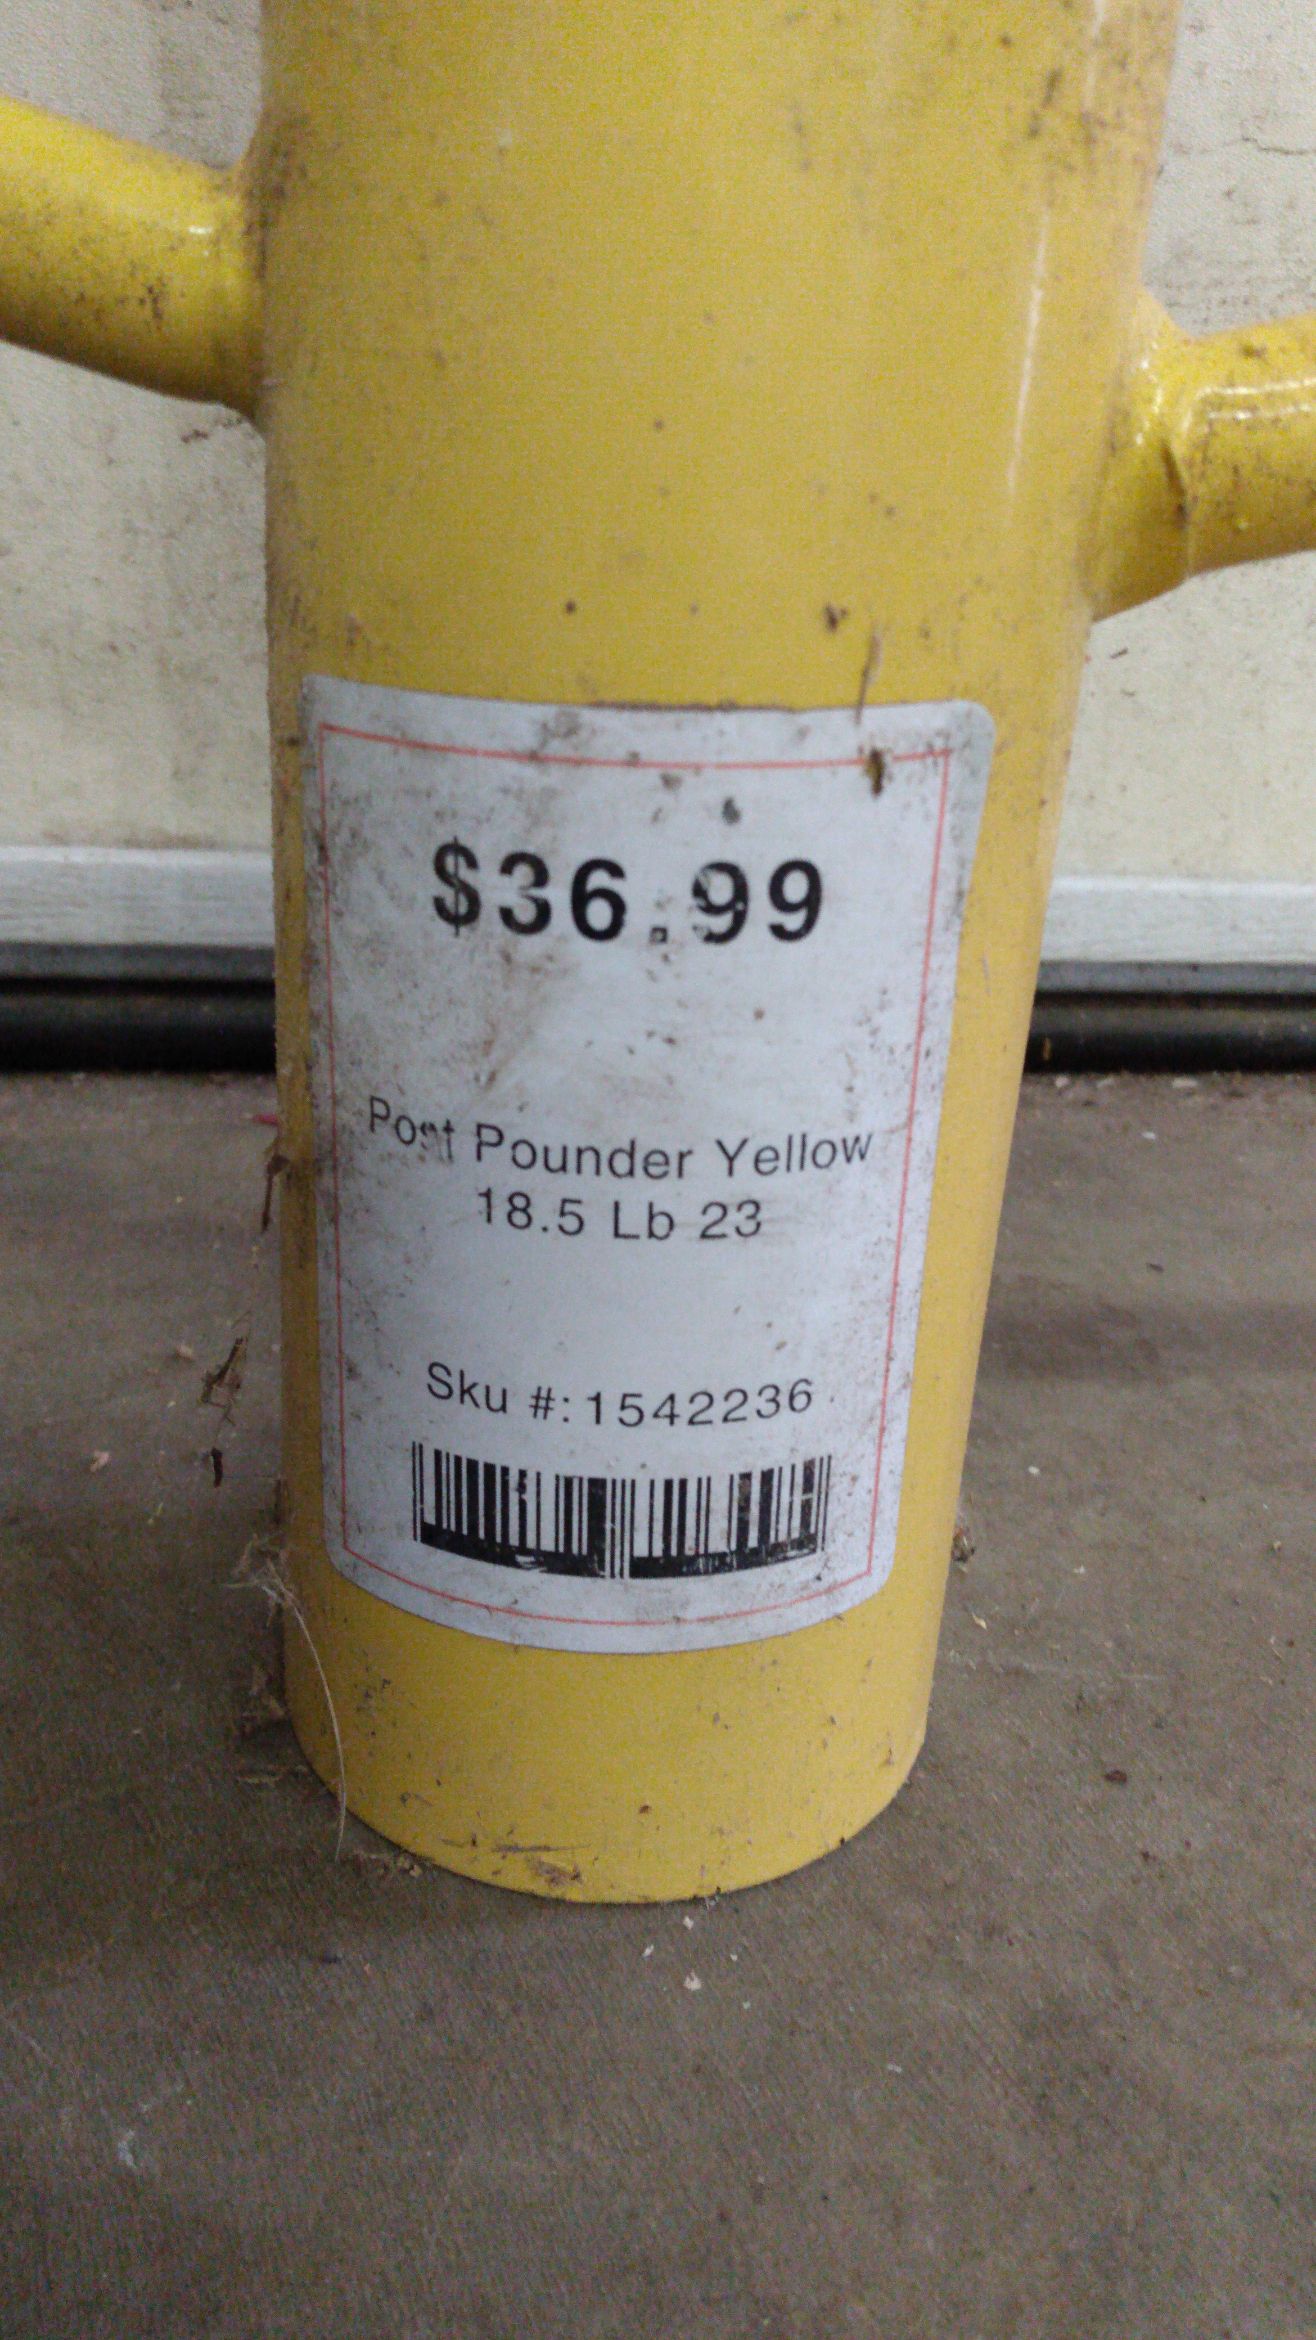 $36.99
Post Pounder Yellow
18.5 Lb 23
Sku #: 1542236